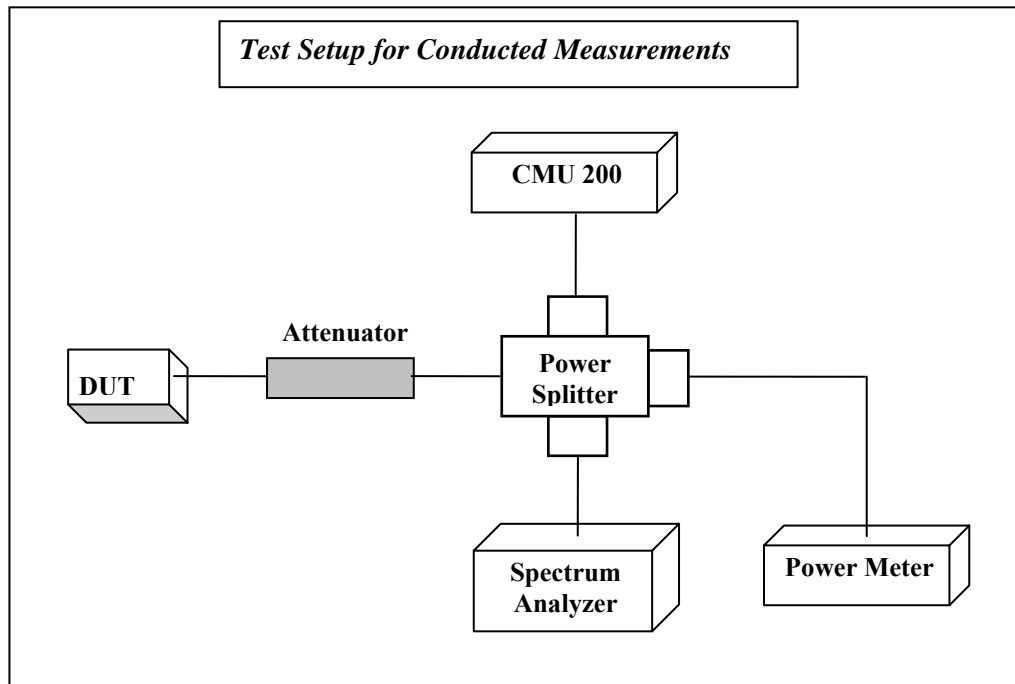 Test Setup for Conducted Measurements
CMU 200
Attenuator
DUT
Power
Splitter
Spectrum
Analyzer
Power Meter